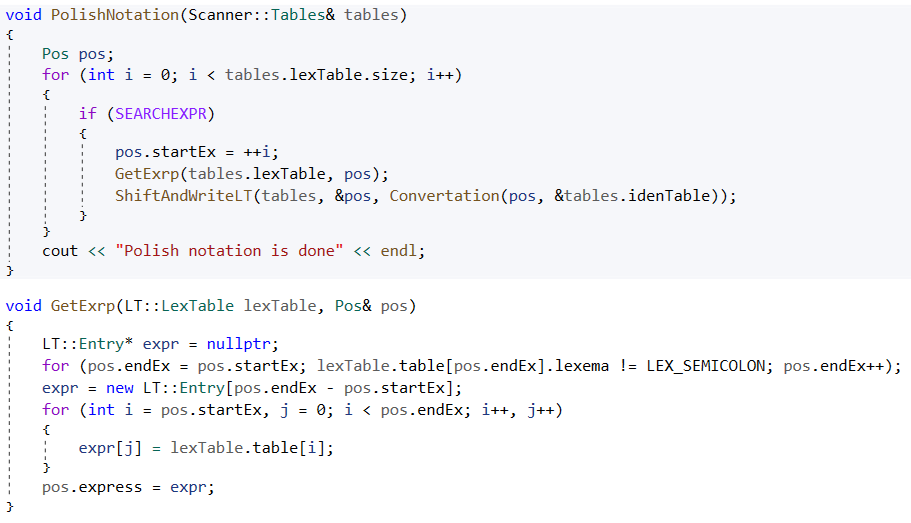 void PolishNotation(Scanner::Tables& tables)
{
Pos pos;
for (int i = 0; i < tables.lexTable.size; i++)
{
if (SEARCHEXPR)
{
pos.startEx = ++i;
GetExrp(tables.lexTable, pos);
ShiftAndWriteLT(tables, &pos, Convertation(pos, &tables.idenTable));
}
}
cout << "Polish notation is done" << endl;
}
void GetExrp(LT::LexTable lexTable, Pos& pos)
{
LT::Entry* expr = nullptr;
for (pos.endEx = pos.startEx; lexTable.table[pos.endEx].lexema != LEX_SEMICOLON; pos.endEx++);
expr = new LT::Entry[pos.endEx - pos.startEx];
for (int i = pos.startEx, j = 0; i < pos.endEx; i++, j++)
{
expr[j] = lexTable.table[i];
}
pos.express = expr;
}